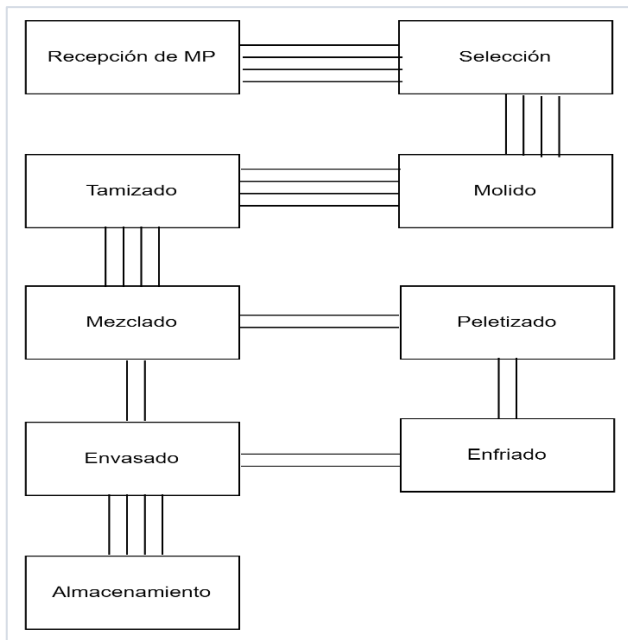 Recepción de MP
Selección
Tamizado
Molido
Mezclado
Peletizado
Envasado
Enfriado
Almacenamiento